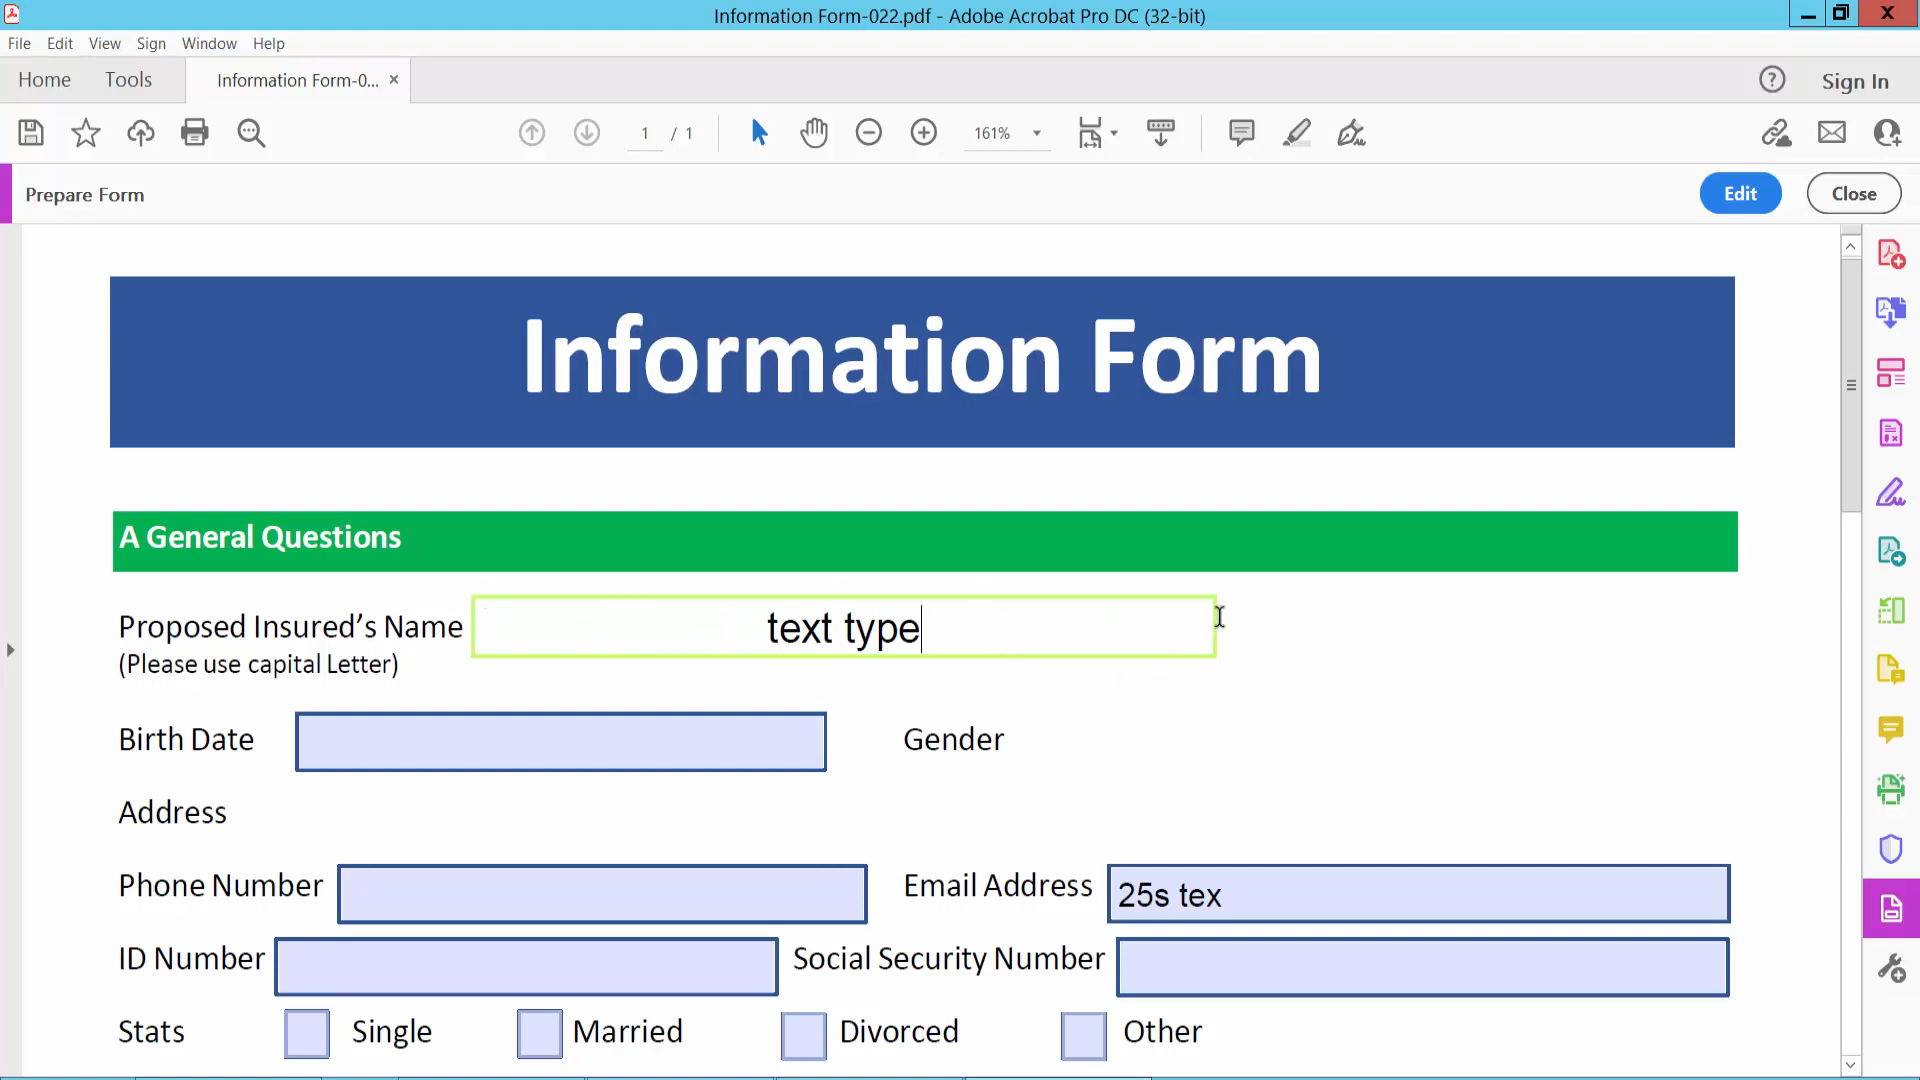 Information Form-022.pdf - Adobe Acrobat Pro DC (32-bit)
File Edit View Sign Window Help
Home Tools Information Form-0... × Sign In
1 / 1 161%
Prepare Form Edit Close
Information Form
A General Questions
Proposed Insured's Name text type
(Please use capital Letter)
Birth Date Gender
Address
Phone Number Email Address 25s tex
ID Number Social Security Number
Stats Single Married Divorced Other